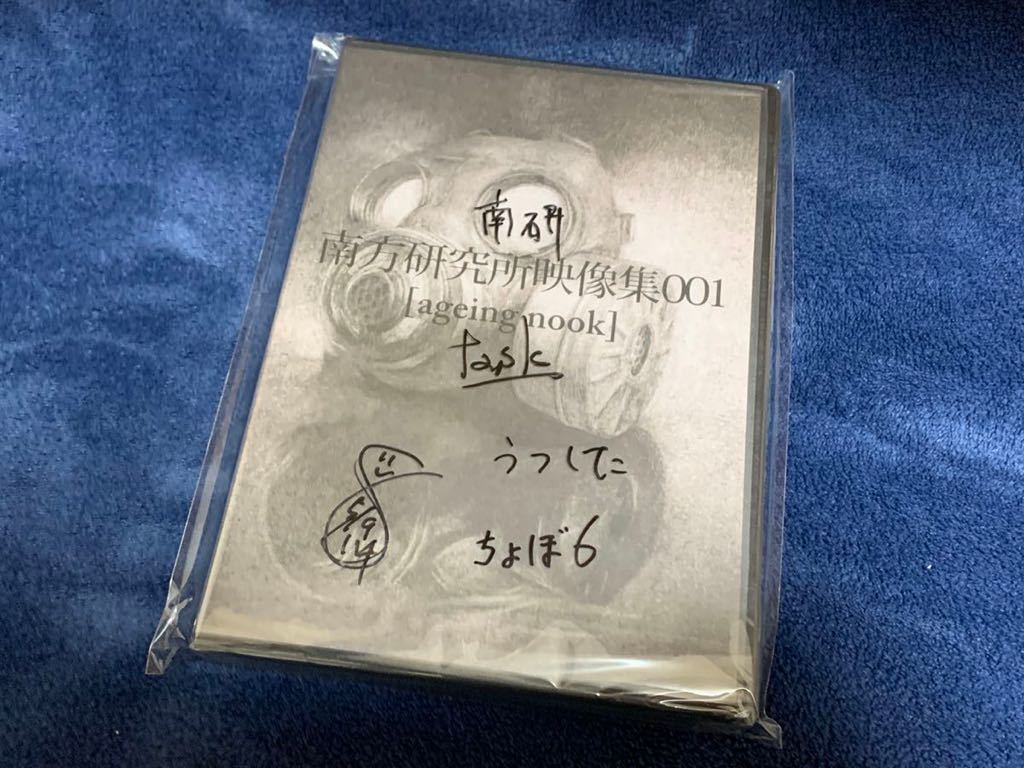 南研
南方研究所映像集001
[ageing nook]
task
うつした
ちょぼ6